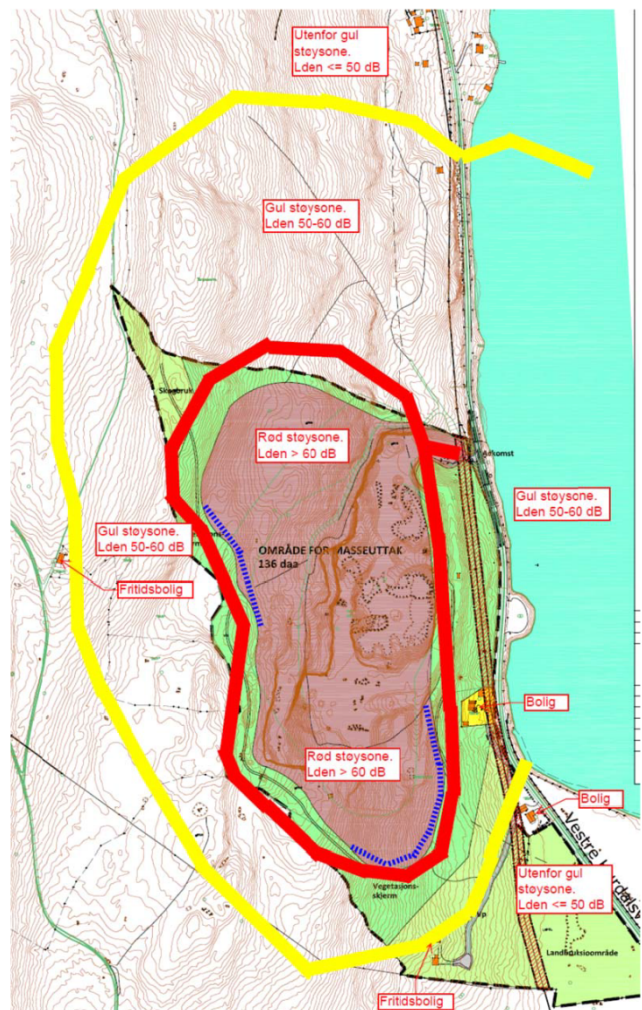 Utenfor gul
støysone.
Lden <= 50 dB
Gul støysone.
Lden 50-60 dB
Skogbruk
Rød støysone.
Lden > 60 dB
Adkomst
Gul støysone.
Lden 50-60 dB
Gul støysone.
Lden 50-60 dB
OMRÅDE FOR MASSEUTTAK
136 daa
Fritidsbolig
Bolig
Rød støysone.
Lden > 60 dB
Bolig
Vestre
Vegetasjons-
skjerm
Utenfor gul
støysone.
Lden <= 50 dB
Landbruksområde
Fritidsbolig